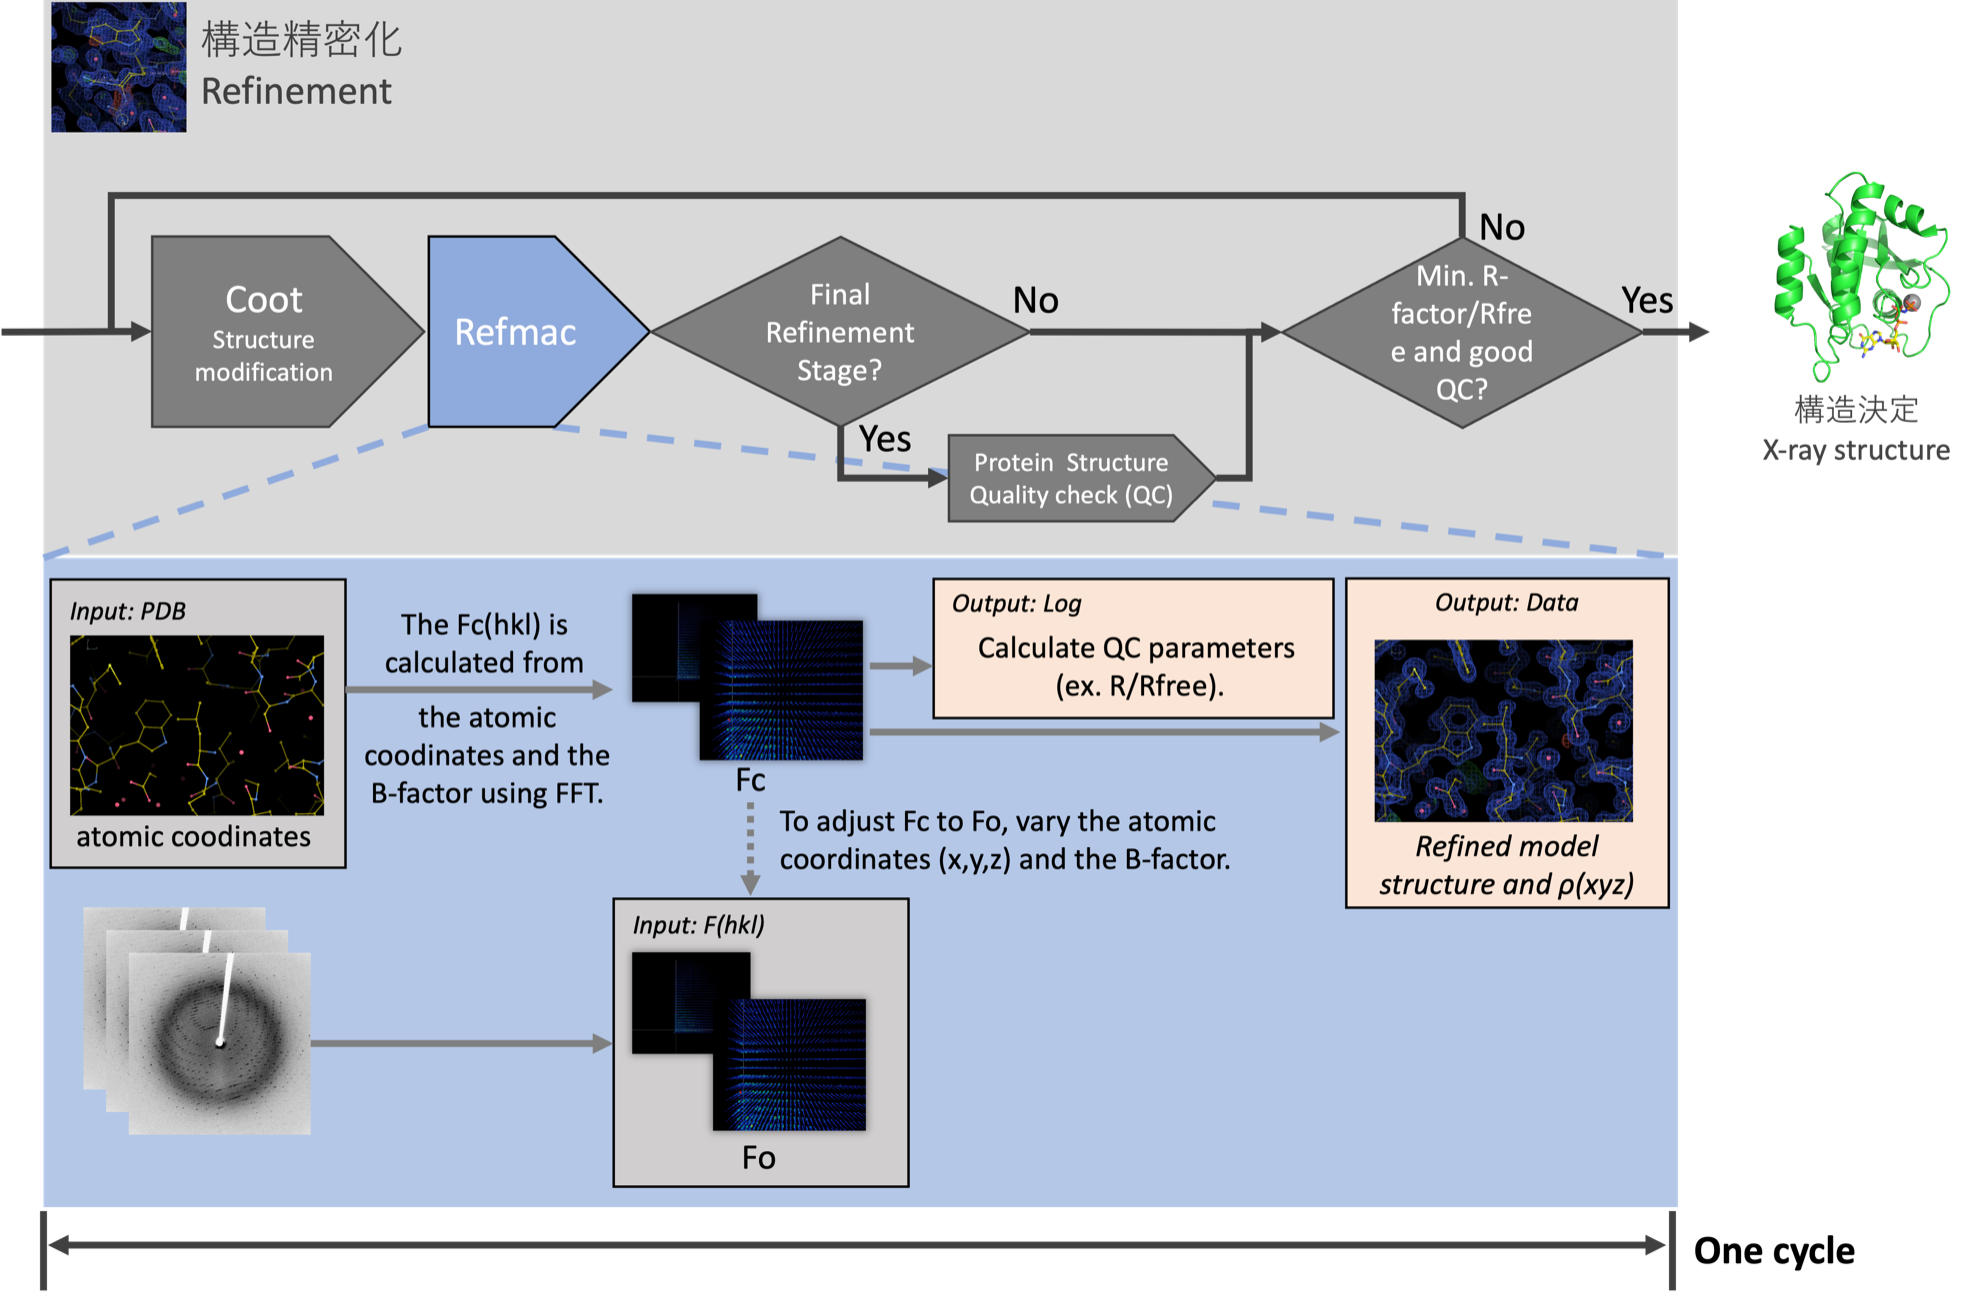 構造精密化
Refinement
No
Coot
Structure
modification
Refmac
Final
Refinement
Stage?
No
Yes
Protein  Structure
Quality check (QC)
Min. R-
factor/Rfre
e and good
QC?
Yes
構造決定
X-ray structure
Input: PDB
atomic coodinates
The Fc(hkl) is
calculated from
the atomic
coodinates and the
B-factor using FFT.
Fc
Output: Log
Calculate QC parameters
(ex. R/Rfree).
Output: Data
Refined model
structure and ρ(xyz)
To adjust Fc to Fo, vary the atomic
coordinates (x,y,z) and the B-factor.
Input: F(hkl)
Fo
One cycle